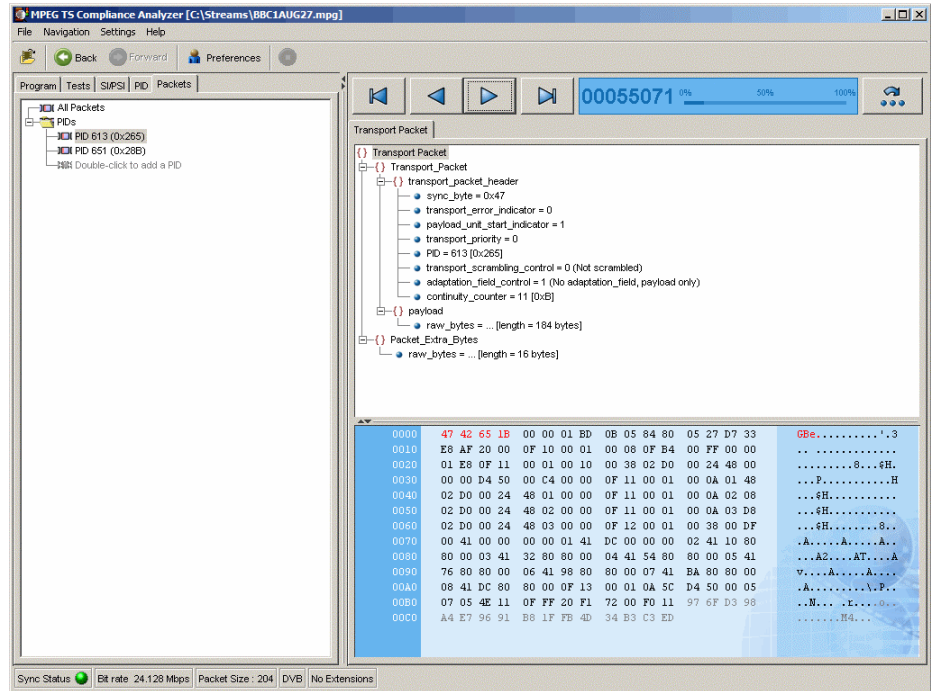 MPEG TS Compliance Analyzer [C:\Streams\BBC1AUG27.mpg]
File Navigation Settings Help
Back Forward Preferences
Program Tests SI/PSI PID Packets
All Packets
PIDs
PID 613 (0x265)
PID 651 (0x28B)
Double-click to add a PID
00055071 0% 50% 100%
Transport Packet
{} Transport Packet
{} Transport_Packet
{} transport_packet_header
sync_byte = 0x47
transport_error_indicator = 0
payload_unit_start_indicator = 1
transport_priority = 0
PID = 613 [0x265]
transport_scrambling_control = 0 (Not scrambled)
adaptation_field_control = 1 (No adaptation_field, payload only)
continuity_counter = 11 [0xB]
{} payload
raw_bytes = ... [length = 184 bytes]
{} Packet_Extra_Bytes
raw_bytes = ... [length = 16 bytes]
0000 47 42 65 1B 00 00 01 BD 0B 05 84 80 05 27 D7 33 GBe..........'.3
0010 E8 AF 20 00 0F 10 00 01 00 08 0F B4 00 FF 00 00 .. .............
0020 01 E8 0F 11 00 01 00 10 00 38 02 D0 00 24 48 00 .........8...$H.
0030 00 00 D4 50 00 C4 00 00 0F 11 00 01 00 0A 01 48 ...P...........H
0040 02 D0 00 24 48 01 00 00 0F 11 00 01 00 0A 02 08 ...$H...........
0050 02 D0 00 24 48 02 00 00 0F 11 00 01 00 0A 03 D8 ...$H...........
0060 02 D0 00 24 48 03 00 00 0F 12 00 01 00 38 00 DF ...$H........8..
0070 00 41 00 00 00 00 01 41 DC 00 00 00 02 41 10 80 .A.....A.....A..
0080 80 00 03 41 32 80 80 00 04 41 54 80 80 00 05 41 ...A2....AT....A
0090 76 80 80 00 06 41 98 80 80 00 07 41 BA 80 80 00 v....A.....A....
00A0 08 41 DC 80 80 00 0F 13 00 01 0A 5C D4 50 00 05 .A.........\.P..
00B0 07 05 4E 11 0F FF 20 F1 72 00 F0 11 97 6F D3 98 ..N... .r....o..
00C0 A4 E7 96 91 B8 1F FB 4D 34 B3 C3 ED .......M4...
Sync Status Bit rate 24.128 Mbps Packet Size : 204 DVB No Extensions